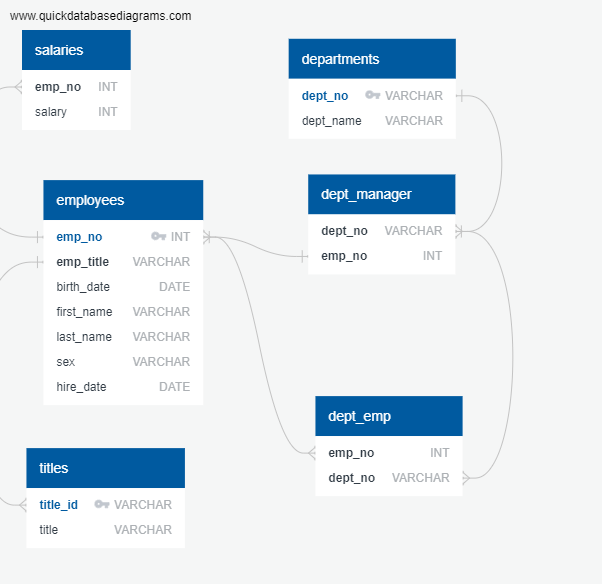 www.quickdatabasediagrams.com
salaries
emp_no INT
salary INT
departments
dept_no VARCHAR
dept_name VARCHAR
employees
emp_no INT
emp_title VARCHAR
birth_date DATE
first_name VARCHAR
last_name VARCHAR
sex VARCHAR
hire_date DATE
dept_manager
dept_no VARCHAR
emp_no INT
dept_emp
emp_no INT
dept_no VARCHAR
titles
title_id VARCHAR
title VARCHAR